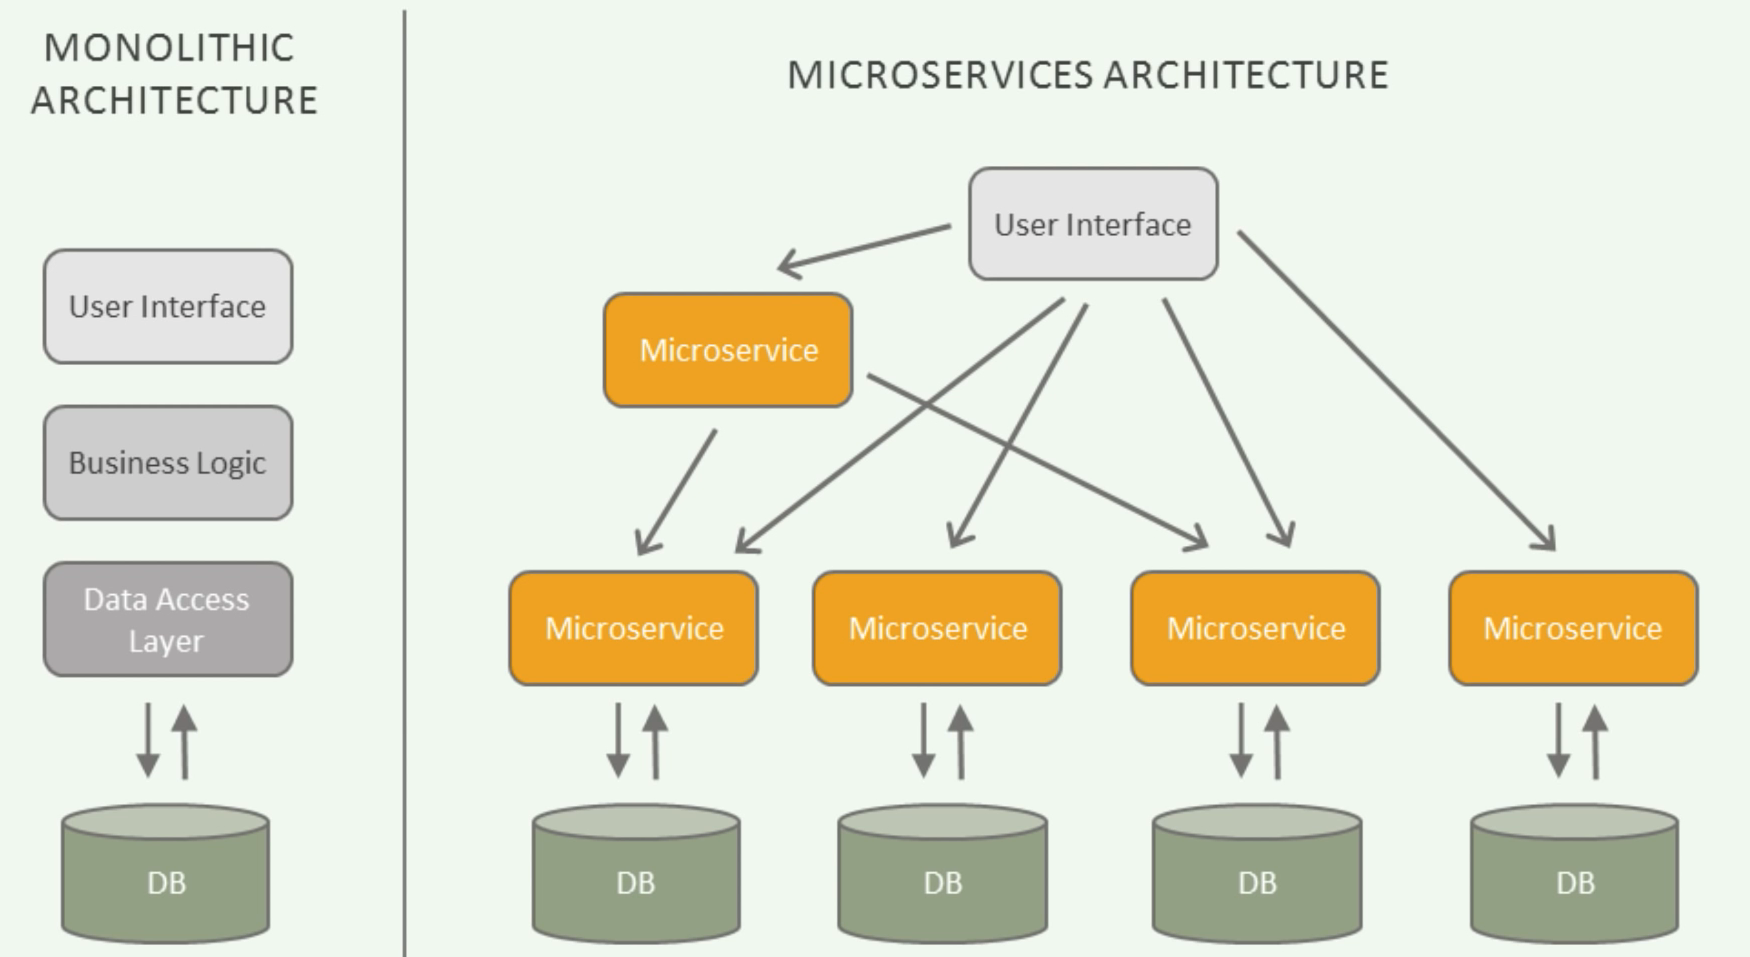 MONOLITHIC
ARCHITECTURE
User Interface
Business Logic
Data Access
Layer
DB
MICROSERVICES ARCHITECTURE
User Interface
Microservice
Microservice
Microservice
Microservice
Microservice
DB
DB
DB
DB